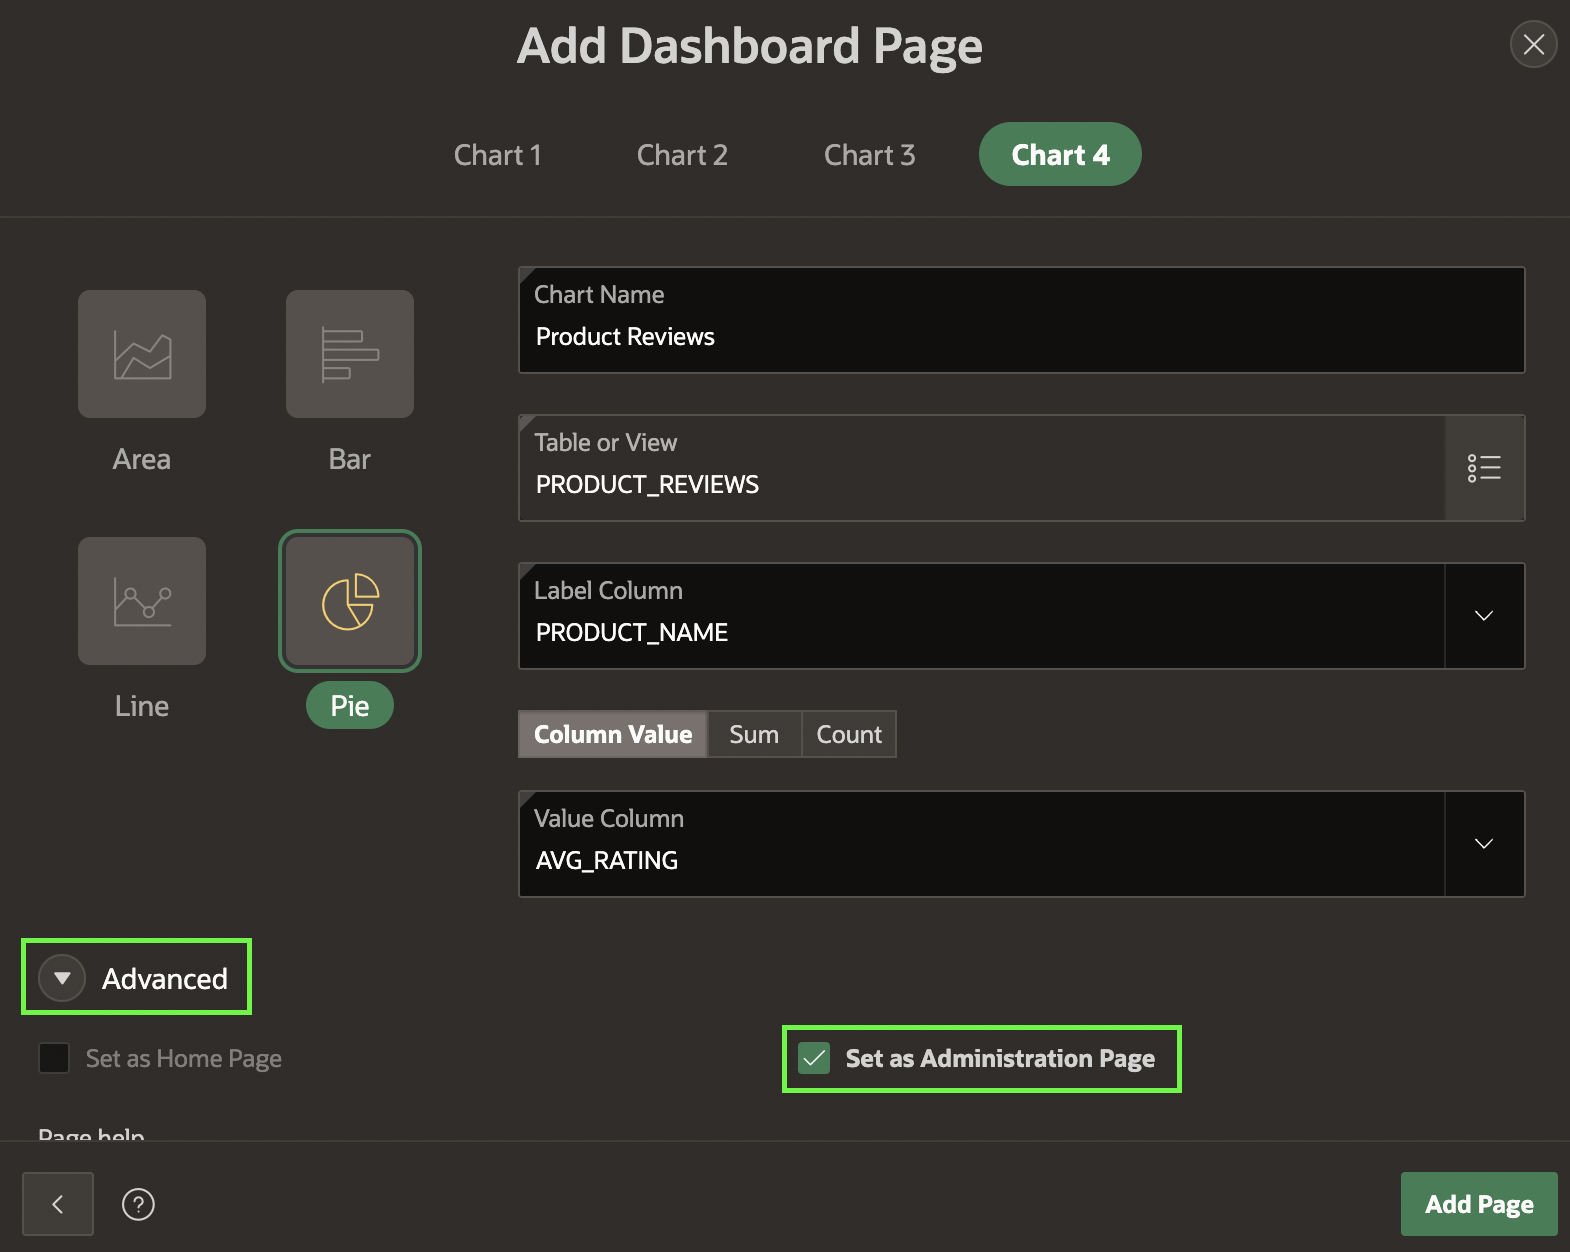 Add Dashboard Page
Chart 1 Chart 2 Chart 3 Chart 4
Chart Name
Product Reviews
Area Bar
Table or View
PRODUCT_REVIEWS
Label Column
PRODUCT_NAME
Line Pie
Column Value Sum Count
Value Column
AVG_RATING
Advanced
Set as Home Page Set as Administration Page
Page help
? Add Page